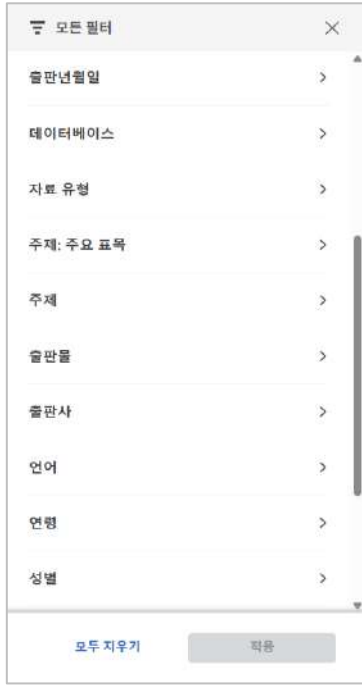 모든 필터
출판년월일
데이터베이스
자료 유형
주제: 주요 표목
주제
출판물
출판사
언어
연령
성별
모두 지우기
적용